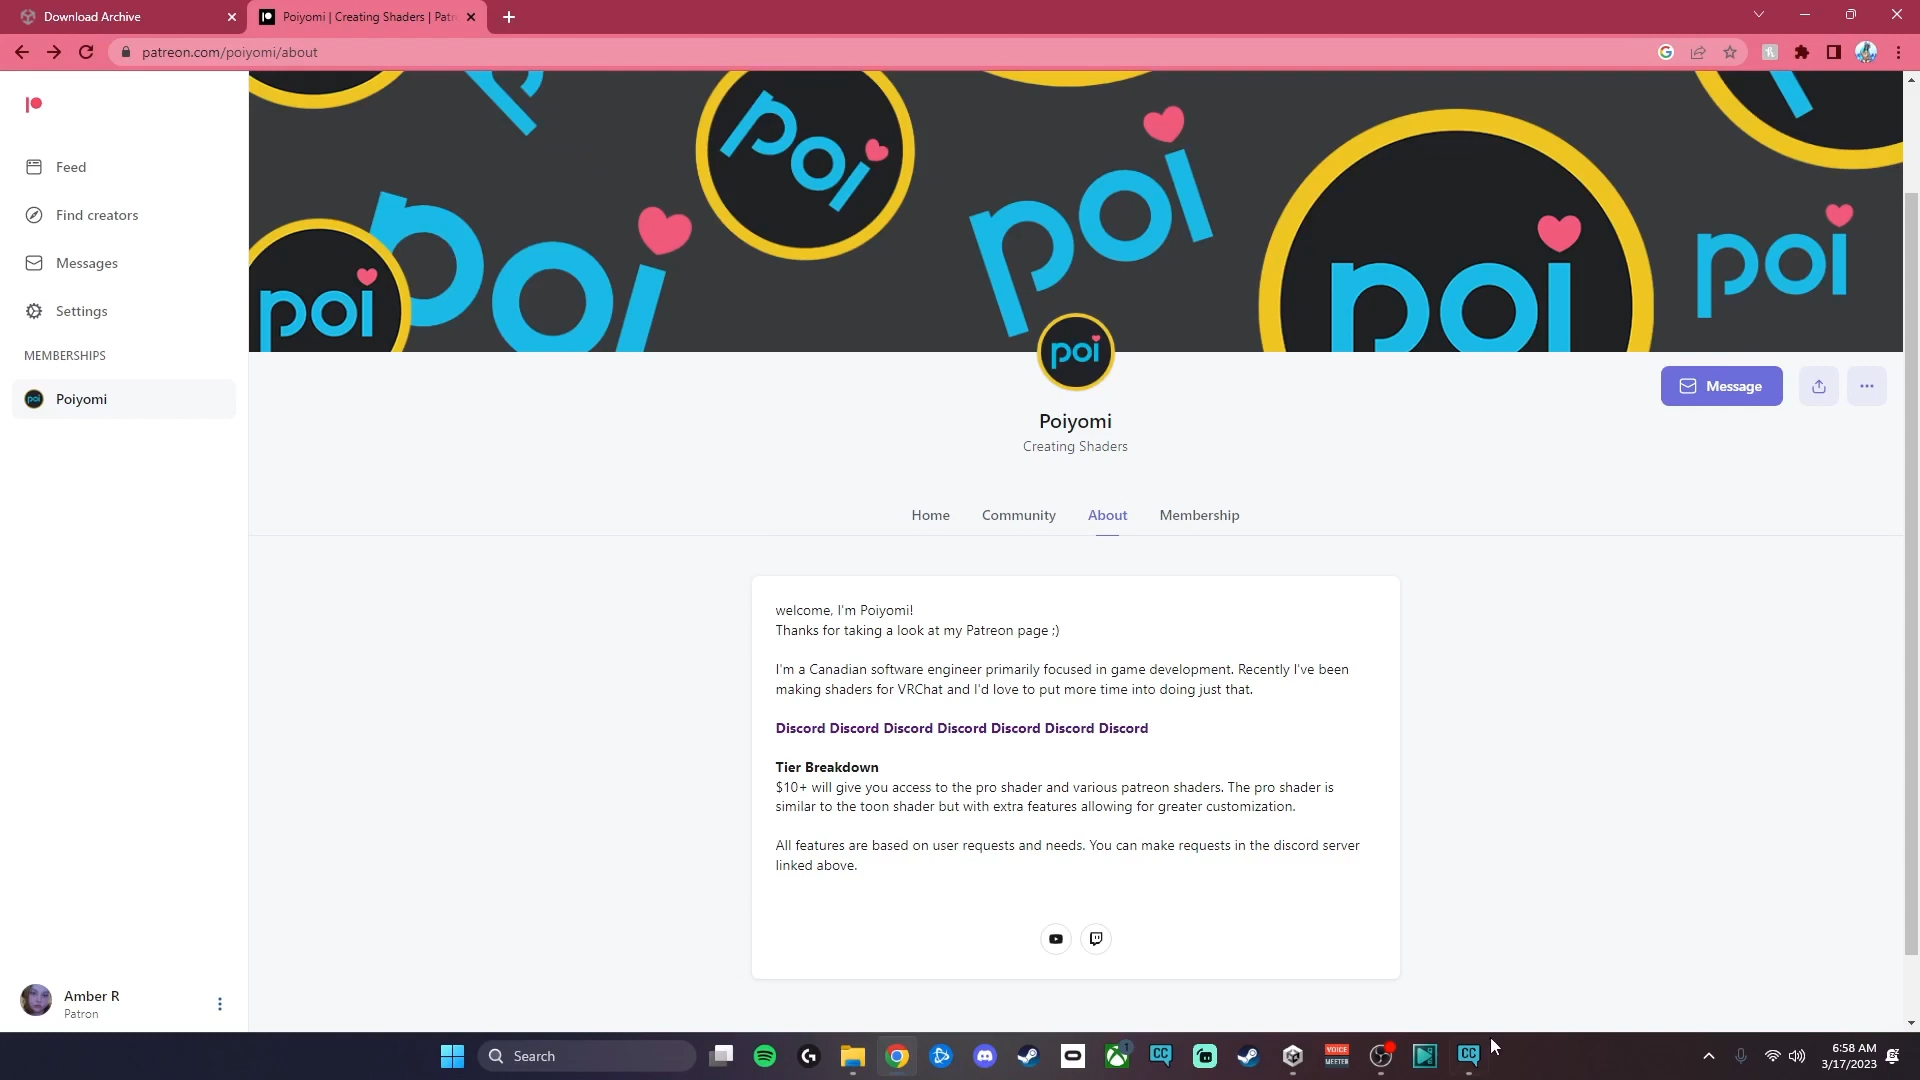 Download Archive
Poiyomi | Creating Shaders | Patr
patreon.com/poiyomi/about
Feed
Find creators
Messages
Settings
MEMBERSHIPS
poi Poiyomi
poi
poi
poi
poi
poi
poi
poi
Message
Poiyomi
Creating Shaders
Home Community About Membership
welcome, I'm Poiyomi!
Thanks for taking a look at my Patreon page ;)
I'm a Canadian software engineer primarily focused in game development. Recently I've been
making shaders for VRChat and I'd love to put more time into doing just that.
Discord Discord Discord Discord Discord Discord Discord
Tier Breakdown
$10+ will give you access to the pro shader and various patreon shaders. The pro shader is
similar to the toon shader but with extra features allowing for greater customization.
All features are based on user requests and needs. You can make requests in the discord server
linked above.
Amber R
Patron
Search
1
CC
VOICE
MEETER
CC
6:58 AM
3/17/2023